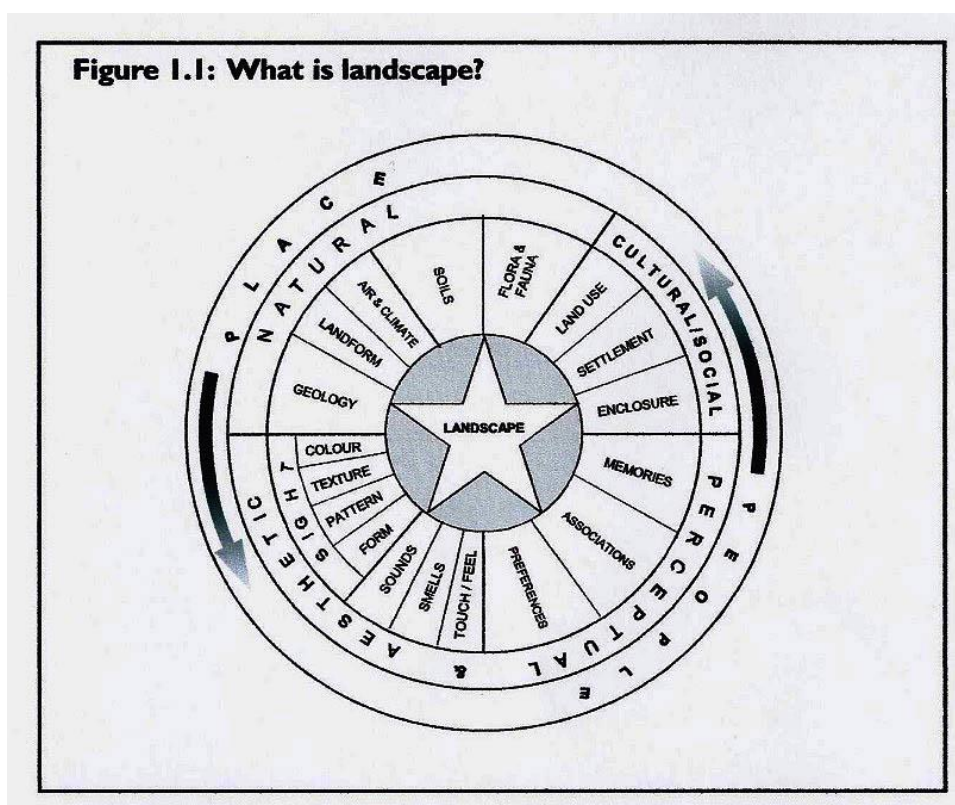 Figure 1.1: What is landscape?
PLACE
NATURAL
CULTURAL/SOCIAL
PEOPLE
PERCEPTUAL & AESTHETIC
SIGHT
GEOLOGY
LANDFORM
AIR & CLIMATE
SOILS
FLORA &
FAUNA
LAND USE
SETTLEMENT
ENCLOSURE
MEMORIES
ASSOCIATIONS
PREFERENCES
TOUCH / FEEL
SMELLS
SOUNDS
FORM
PATTERN
TEXTURE
COLOUR
LANDSCAPE